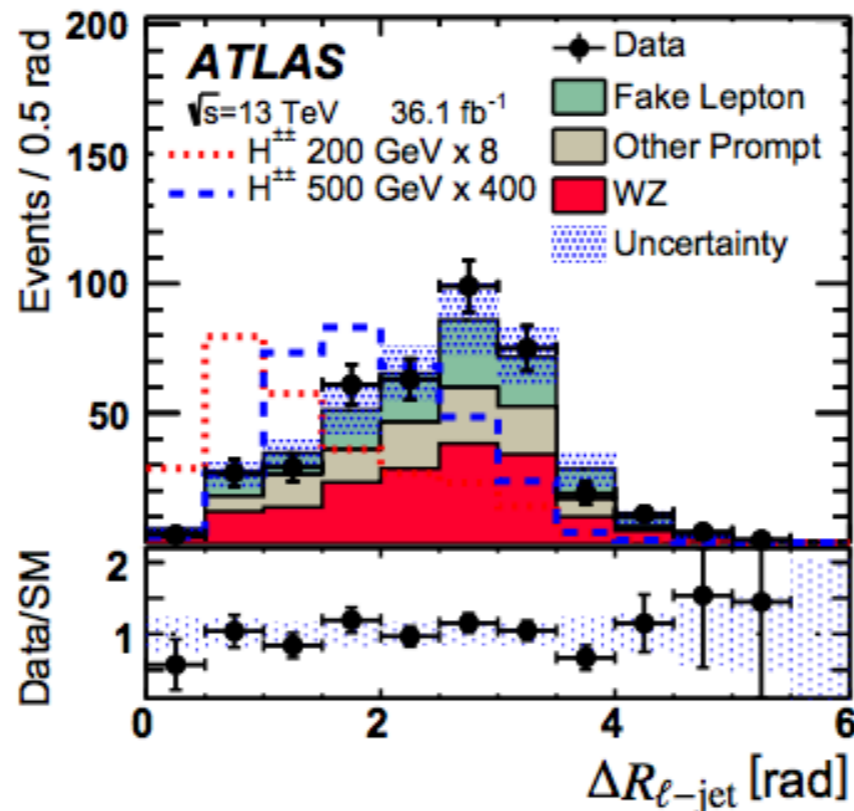 ATLAS
√s=13 TeV 36.1 fb⁻¹
H±± 200 GeV x 8
H±± 500 GeV x 400
Data
Fake Lepton
Other Prompt
WZ
Uncertainty
Events / 0.5 rad
200
150
100
50
Data/SM
2
1
0 2 4 6
ΔRℓ−jet [rad]